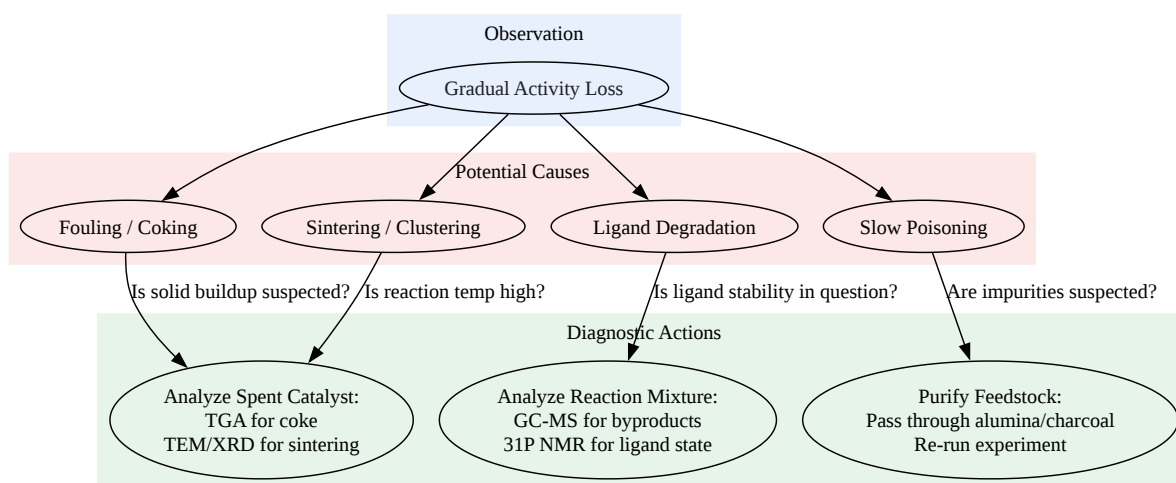 Observation
Gradual Activity Loss
Potential Causes
Fouling / Coking
Sintering / Clustering
Ligand Degradation
Slow Poisoning
Is solid buildup suspected?
Is reaction temp high?
Is ligand stability in question?
Are impurities suspected?
Diagnostic Actions
Analyze Spent Catalyst:
TGA for coke
TEM/XRD for sintering
Analyze Reaction Mixture:
GC-MS for byproducts
31P NMR for ligand state
Purify Feedstock:
Pass through alumina/charcoal
Re-run experiment